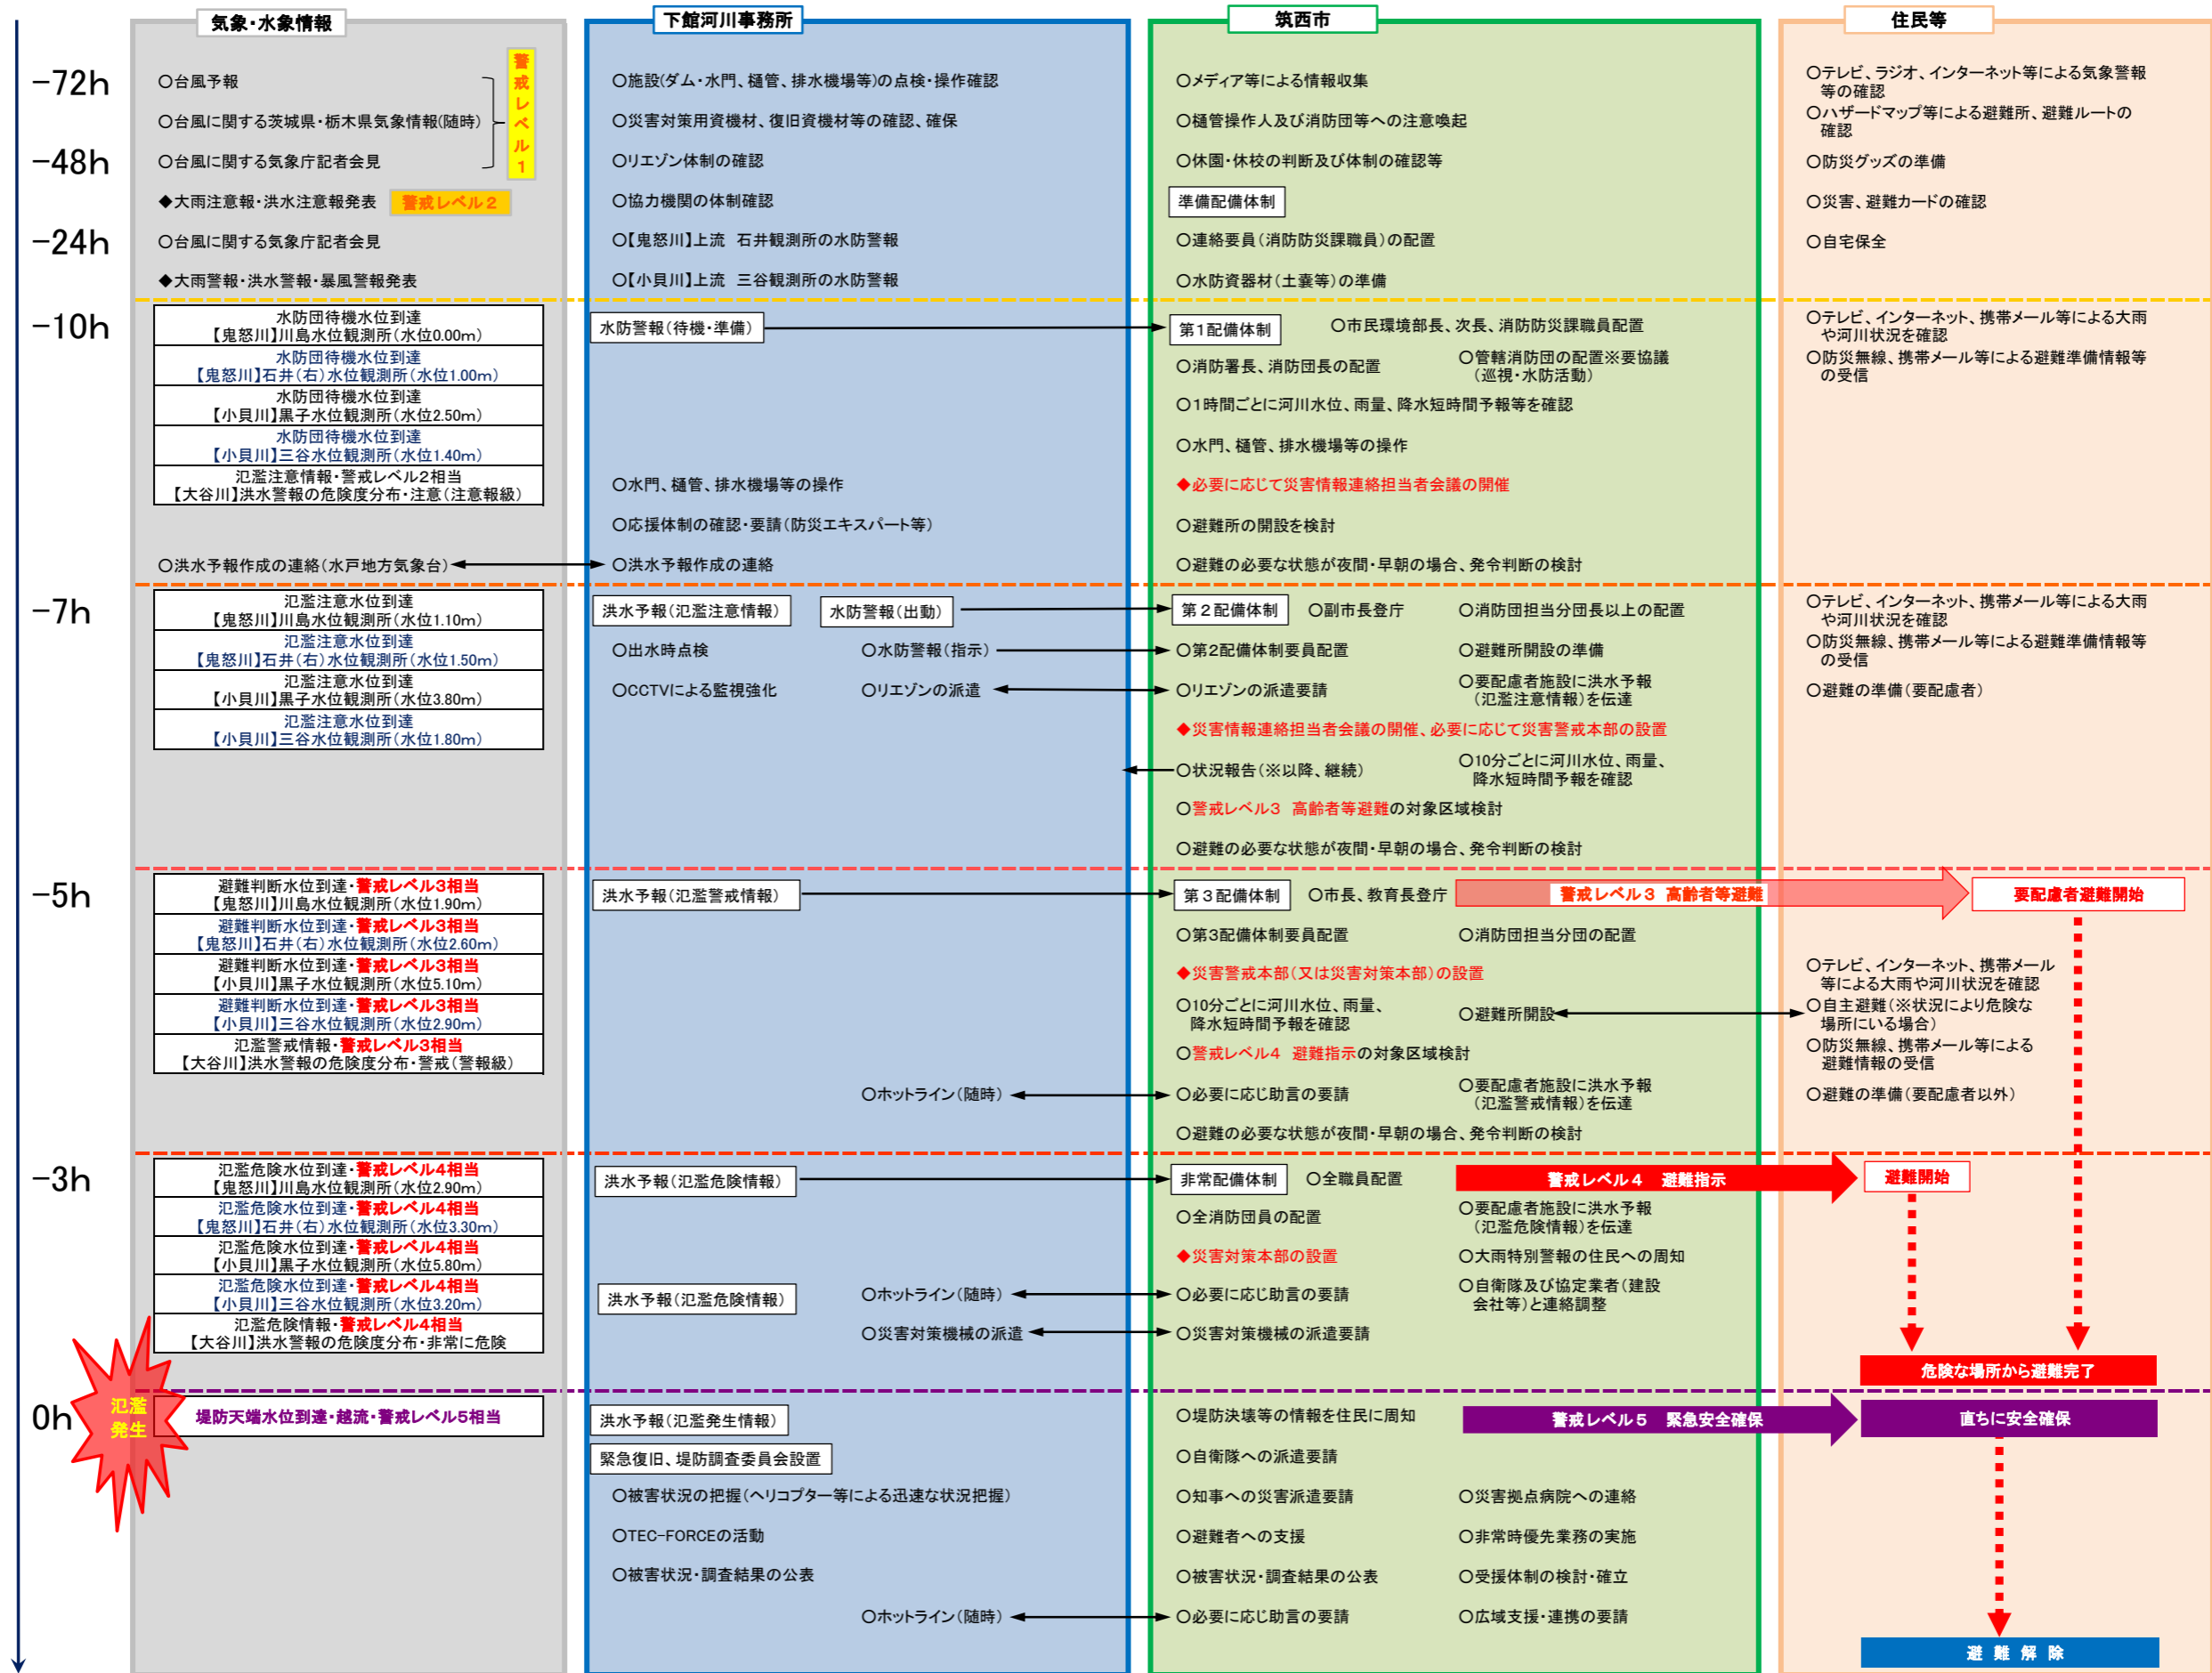 気象・水象情報
下館河川事務所
筑西市
住民等
-72h
○台風予報
○台風に関する茨城県・栃木県気象情報(随時)
-48h
○台風に関する気象庁記者会見
警戒レベル1
◆大雨注意報・洪水注意報発表
警戒レベル2
-24h
○台風に関する気象庁記者会見
◆大雨警報・洪水警報・暴風警報発表
○施設(ダム・水門、樋管、排水機場等)の点検・操作確認
○災害対策用資機材、復旧資機材等の確認、確保
○リエゾン体制の確認
○協力機関の体制確認
○【鬼怒川】上流 石井観測所の水防警報
○【小貝川】上流 三谷観測所の水防警報
○メディア等による情報収集
○樋管操作人及び消防団等への注意喚起
○休園・休校の判断及び体制の確認等
準備配備体制
○連絡要員(消防防災課職員)の配置
○水防資器材(土嚢等)の準備
○テレビ、ラジオ、インターネット等による気象警報
等の確認
○ハザードマップ等による避難所、避難ルートの
確認
○防災グッズの準備
○災害、避難カードの確認
○自宅保全
-10h
水防団待機水位到達
【鬼怒川】川島水位観測所(水位0.00m)
水防団待機水位到達
【鬼怒川】石井(右)水位観測所(水位1.00m)
水防団待機水位到達
【小貝川】黒子水位観測所(水位2.50m)
水防団待機水位到達
【小貝川】三谷水位観測所(水位1.40m)
氾濫注意情報・警戒レベル2相当
【大谷川】洪水警報の危険度分布・注意(注意報級)
○洪水予報作成の連絡(水戸地方気象台)
水防警報(待機・準備)
○水門、樋管、排水機場等の操作
○応援体制の確認・要請(防災エキスパート等)
○洪水予報作成の連絡
第1配備体制
○市民環境部長、次長、消防防災課職員配置
○消防署長、消防団長の配置
○管轄消防団の配置※要協議
(巡視・水防活動)
○1時間ごとに河川水位、雨量、降水短時間予報等を確認
○水門、樋管、排水機場等の操作
◆必要に応じて災害情報連絡担当者会議の開催
○避難所の開設を検討
○避難の必要な状態が夜間・早朝の場合、発令判断の検討
○テレビ、インターネット、携帯メール等による大雨
や河川状況を確認
○防災無線、携帯メール等による避難準備情報等
の受信
-7h
氾濫注意水位到達
【鬼怒川】川島水位観測所(水位1.10m)
氾濫注意水位到達
【鬼怒川】石井(右)水位観測所(水位1.50m)
氾濫注意水位到達
【小貝川】黒子水位観測所(水位3.80m)
氾濫注意水位到達
【小貝川】三谷水位観測所(水位1.80m)
洪水予報(氾濫注意情報)
水防警報(出動)
○出水時点検
○水防警報(指示)
○CCTVによる監視強化
○リエゾンの派遣
第2配備体制
○副市長登庁
○消防団担当分団長以上の配置
○第2配備体制要員配置
○避難所開設の準備
○リエゾンの派遣要請
○要配慮者施設に洪水予報
(氾濫注意情報)を伝達
◆災害情報連絡担当者会議の開催、必要に応じて災害警戒本部の設置
○状況報告(※以降、継続)
○10分ごとに河川水位、雨量、
降水短時間予報を確認
○警戒レベル3 高齢者等避難の対象区域検討
○避難の必要な状態が夜間・早朝の場合、発令判断の検討
○テレビ、インターネット、携帯メール等による大雨
や河川状況を確認
○防災無線、携帯メール等による避難準備情報等
の受信
○避難の準備(要配慮者)
-5h
避難判断水位到達・警戒レベル3相当
【鬼怒川】川島水位観測所(水位1.90m)
避難判断水位到達・警戒レベル3相当
【鬼怒川】石井(右)水位観測所(水位2.60m)
避難判断水位到達・警戒レベル3相当
【小貝川】黒子水位観測所(水位5.10m)
避難判断水位到達・警戒レベル3相当
【小貝川】三谷水位観測所(水位2.90m)
氾濫警戒情報・警戒レベル3相当
【大谷川】洪水警報の危険度分布・警戒(警報級)
洪水予報(氾濫警戒情報)
○ホットライン(随時)
第3配備体制
○市長、教育長登庁
警戒レベル3 高齢者等避難
要配慮者避難開始
○第3配備体制要員配置
○消防団担当分団の配置
◆災害警戒本部(又は災害対策本部)の設置
○10分ごとに河川水位、雨量、
降水短時間予報を確認
○避難所開設
○警戒レベル4 避難指示の対象区域検討
○必要に応じ助言の要請
○要配慮者施設に洪水予報
(氾濫警戒情報)を伝達
○避難の必要な状態が夜間・早朝の場合、発令判断の検討
○テレビ、インターネット、携帯メール
等による大雨や河川状況を確認
○自主避難(※状況により危険な
場所にいる場合)
○防災無線、携帯メール等による
避難情報の受信
○避難の準備(要配慮者以外)
-3h
氾濫危険水位到達・警戒レベル4相当
【鬼怒川】川島水位観測所(水位2.90m)
氾濫危険水位到達・警戒レベル4相当
【鬼怒川】石井(右)水位観測所(水位3.30m)
氾濫危険水位到達・警戒レベル4相当
【小貝川】黒子水位観測所(水位5.80m)
氾濫危険水位到達・警戒レベル4相当
【小貝川】三谷水位観測所(水位3.20m)
氾濫危険情報・警戒レベル4相当
【大谷川】洪水警報の危険度分布・非常に危険
洪水予報(氾濫危険情報)
洪水予報(氾濫危険情報)
○ホットライン(随時)
○災害対策機械の派遣
非常配備体制
○全職員配置
警戒レベル4 避難指示
避難開始
○全消防団員の配置
○要配慮者施設に洪水予報
(氾濫危険情報)を伝達
◆災害対策本部の設置
○大雨特別警報の住民への周知
○必要に応じ助言の要請
○自衛隊及び協定業者(建設
会社等)と連絡調整
○災害対策機械の派遣要請
危険な場所から避難完了
0h
氾濫
発生
堤防天端水位到達・越流・警戒レベル5相当
洪水予報(氾濫発生情報)
緊急復旧、堤防調査委員会設置
○被害状況の把握(ヘリコプター等による迅速な状況把握)
○TEC-FORCEの活動
○被害状況・調査結果の公表
○ホットライン(随時)
○堤防決壊等の情報を住民に周知
警戒レベル5 緊急安全確保
直ちに安全確保
○自衛隊への派遣要請
○知事への災害派遣要請
○災害拠点病院への連絡
○避難者への支援
○非常時優先業務の実施
○被害状況・調査結果の公表
○受援体制の検討・確立
○必要に応じ助言の要請
○広域支援・連携の要請
避難解除